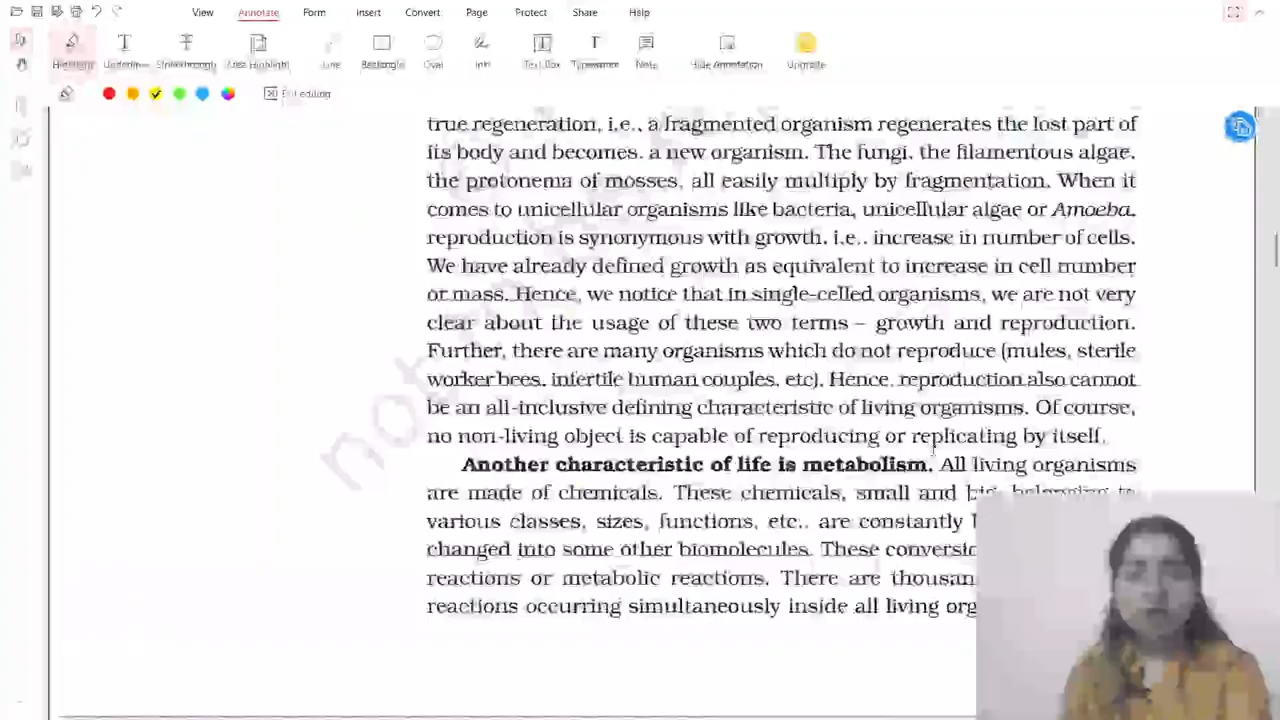 View Annotate Form Insert Convert Page Protect Share Help
Highlight Underline Strikethrough Area Highlight Line Rectangle Oval Ink Text Box Typewriter Note Hide Annotation Upgrade
Exit editing
true regeneration, i.e., a fragmented organism regenerates the lost part of
its body and becomes, a new organism. The fungi, the filamentous algae,
the protonema of mosses, all easily multiply by fragmentation. When it
comes to unicellular organisms like bacteria, unicellular algae or Amoeba,
reproduction is synonymous with growth, i.e., increase in number of cells.
We have already defined growth as equivalent to increase in cell number
or mass. Hence, we notice that in single-celled organisms, we are not very
clear about the usage of these two terms – growth and reproduction.
Further, there are many organisms which do not reproduce (mules, sterile
worker bees, infertile human couples, etc). Hence, reproduction also cannot
be an all-inclusive defining characteristic of living organisms. Of course,
no non-living object is capable of reproducing or replicating by itself.
Another characteristic of life is metabolism. All living organisms
are made of chemicals. These chemicals, small and big, belonging to
various classes, sizes, functions, etc., are constantly
changed into some other biomolecules. These
reactions or metabolic reactions. There are
reactions occurring simultaneously inside all living
not